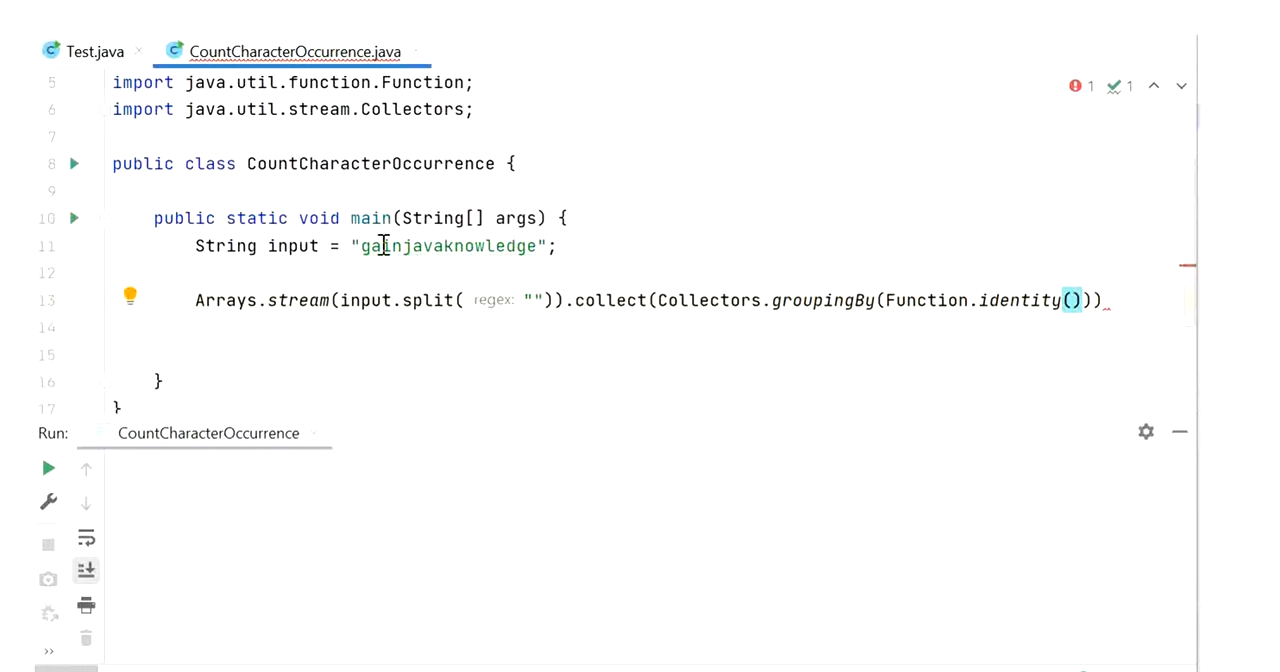 Test.java CountCharacterOccurrence.java
5 import java.util.function.Function;
6 import java.util.stream.Collectors;
1 1
7
8 public class CountCharacterOccurrence {
9
10 public static void main(String[] args) {
11 String input = "gainjavaknowledge";
12
13 Arrays.stream(input.split( regex: "")).collect(Collectors.groupingBy(Function.identity()))
14
15
16 }
17 }
Run: CountCharacterOccurrence